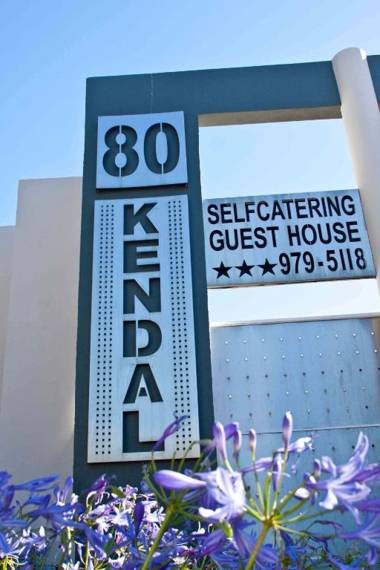 80
KENDAL
SELFCATERING
GUEST HOUSE
★★★979-5118